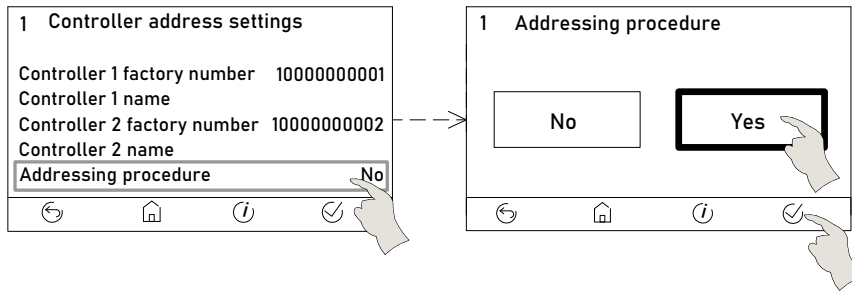 1 Controller address settings
Controller 1 factory number 10000000001
Controller 1 name
Controller 2 factory number 10000000002
Controller 2 name
Addressing procedure No
1 Addressing procedure
No Yes